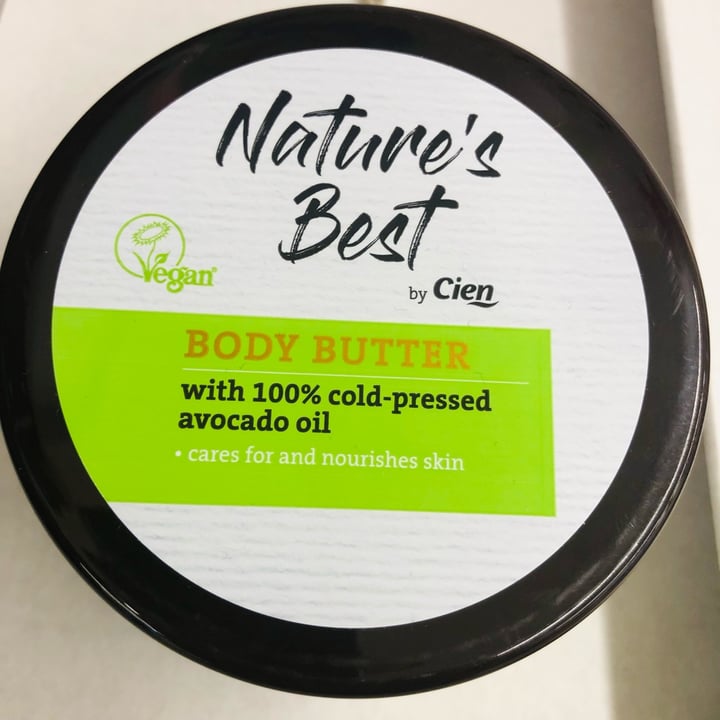 Nature's
Best
by Cien
Vegan
BODY BUTTER
with 100% cold-pressed
avocado oil
• cares for and nourishes skin